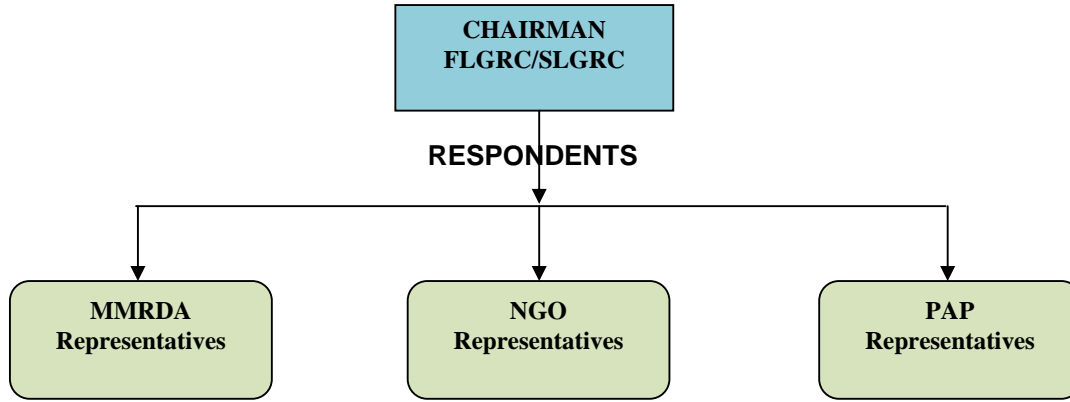 CHAIRMAN
FLGRC/SLGRC
RESPONDENTS
MMRDA
Representatives
NGO
Representatives
PAP
Representatives